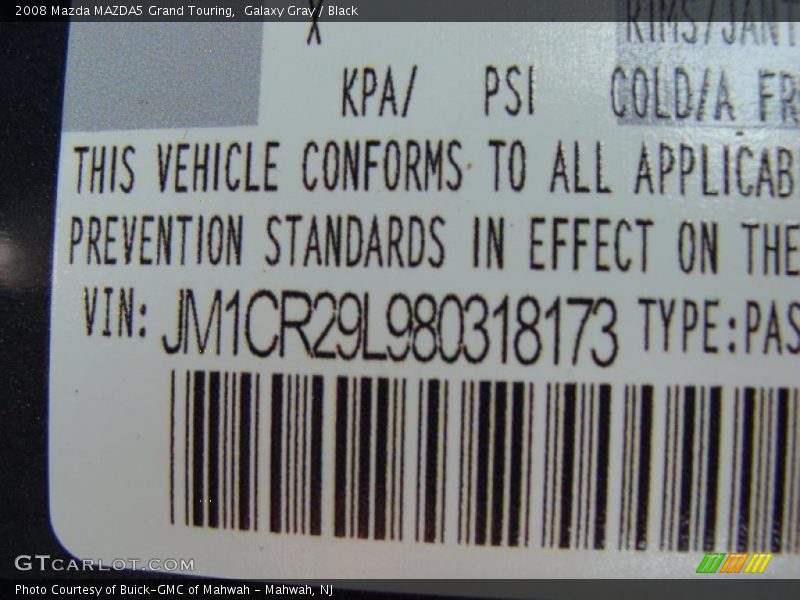 2008 Mazda MAZDA5 Grand Touring,  Galaxy Gray / Black
X RIMS/JANT
KPA/ PSI COLD/A FR
THIS VEHICLE CONFORMS TO ALL APPLICAB
PREVENTION STANDARDS IN EFFECT ON THE
VIN: JM1CR29L980318173 TYPE:PAS
GTCARLOT.COM
Photo Courtesy of Buick-GMC of Mahwah - Mahwah, NJ